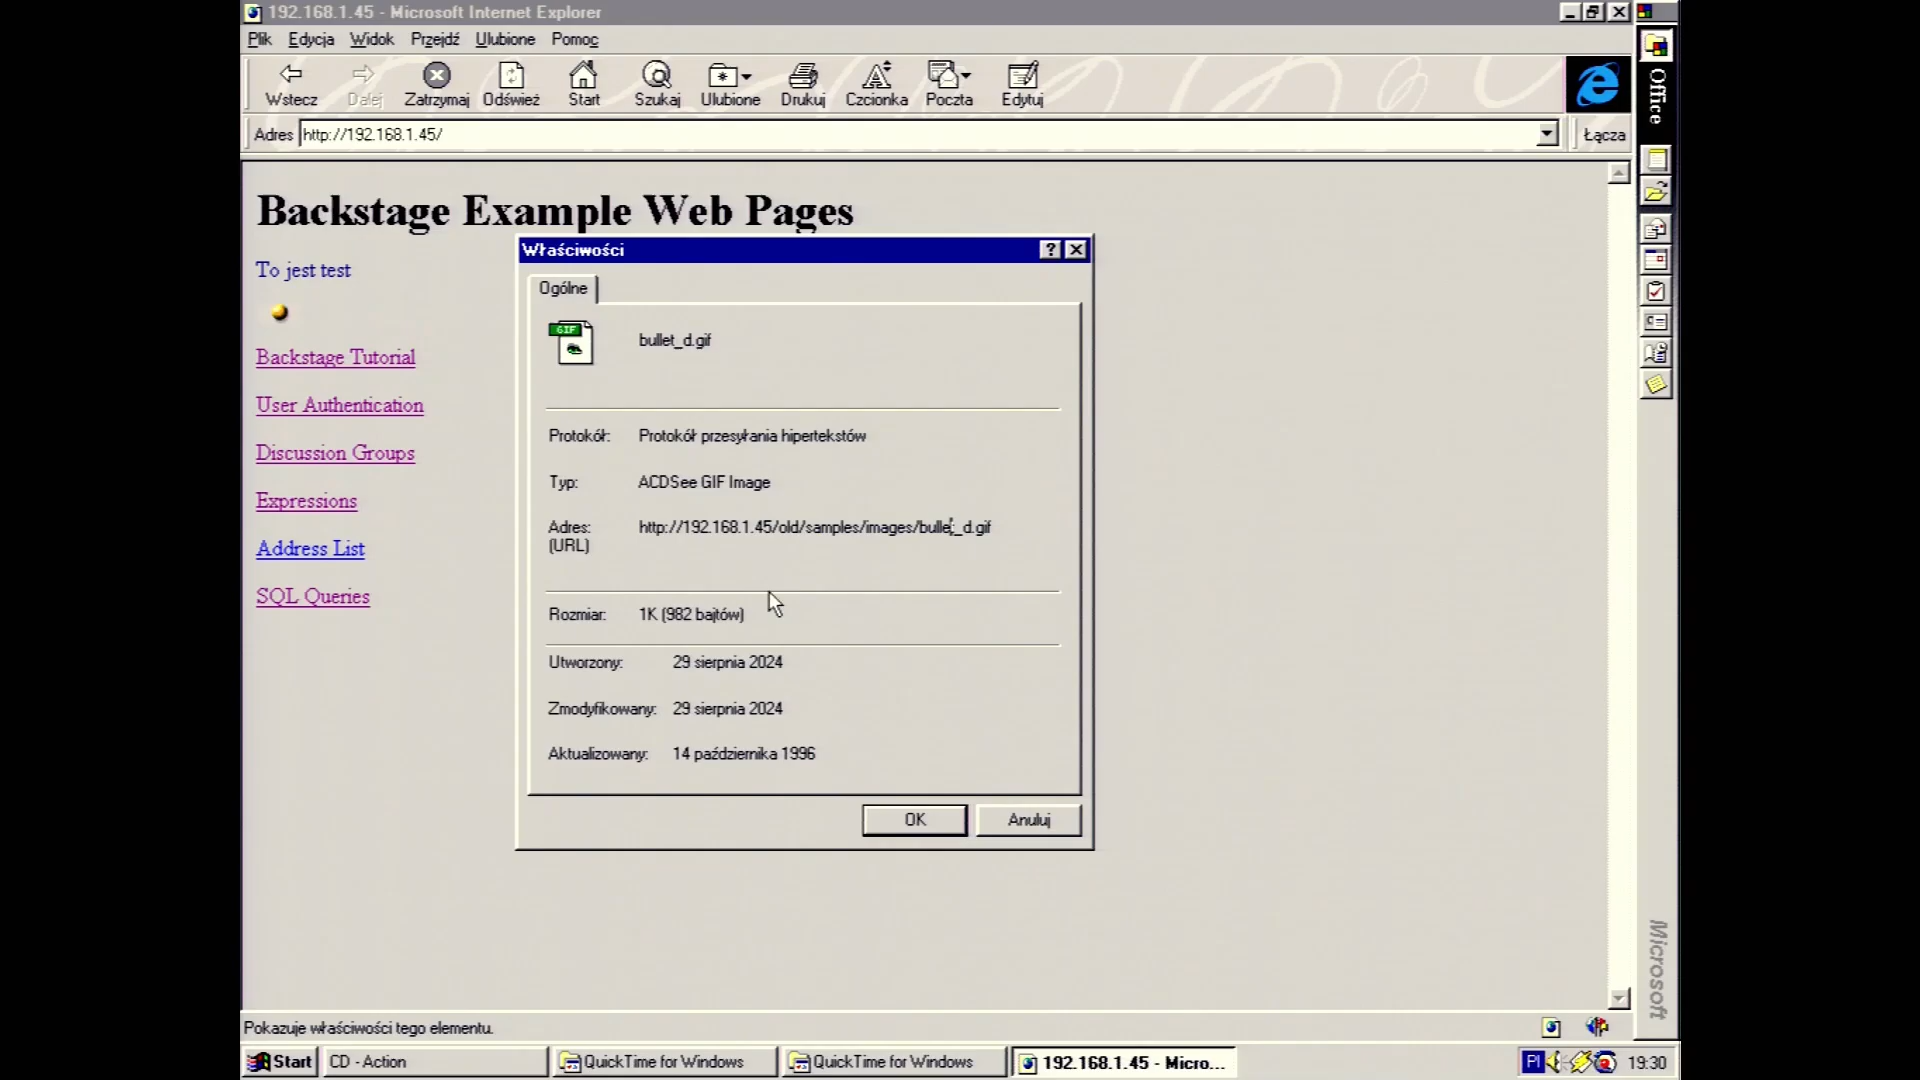 192.168.1.45 - Microsoft Internet Explorer
Plik Edycja Widok Przejdź Ulubione Pomoc
Wstecz Dalej Zatrzymaj Odśwież Start Szukaj Ulubione Drukuj Czcionka Poczta Edytuj
Adres http://192.168.1.45/ Łącza
Office
Backstage Example Web Pages
To jest test
Backstage Tutorial
User Authentication
Discussion Groups
Expressions
Address List
SQL Queries
Właściwości
Ogólne
GIF
bullet_d.gif
Protokół: Protokół przesyłania hipertekstów
Typ: ACDSee GIF Image
Adres: http://192.168.1.45/old/samples/images/bullet_d.gif
(URL)
Rozmiar: 1K (982 bajtów)
Utworzony: 29 sierpnia 2024
Zmodyfikowany: 29 sierpnia 2024
Aktualizowany: 14 października 1996
OK Anuluj
Microsoft
Pokazuje właściwości tego elementu.
Start CD - Action QuickTime for Windows QuickTime for Windows 192.168.1.45 - Micro... Pl 19:30